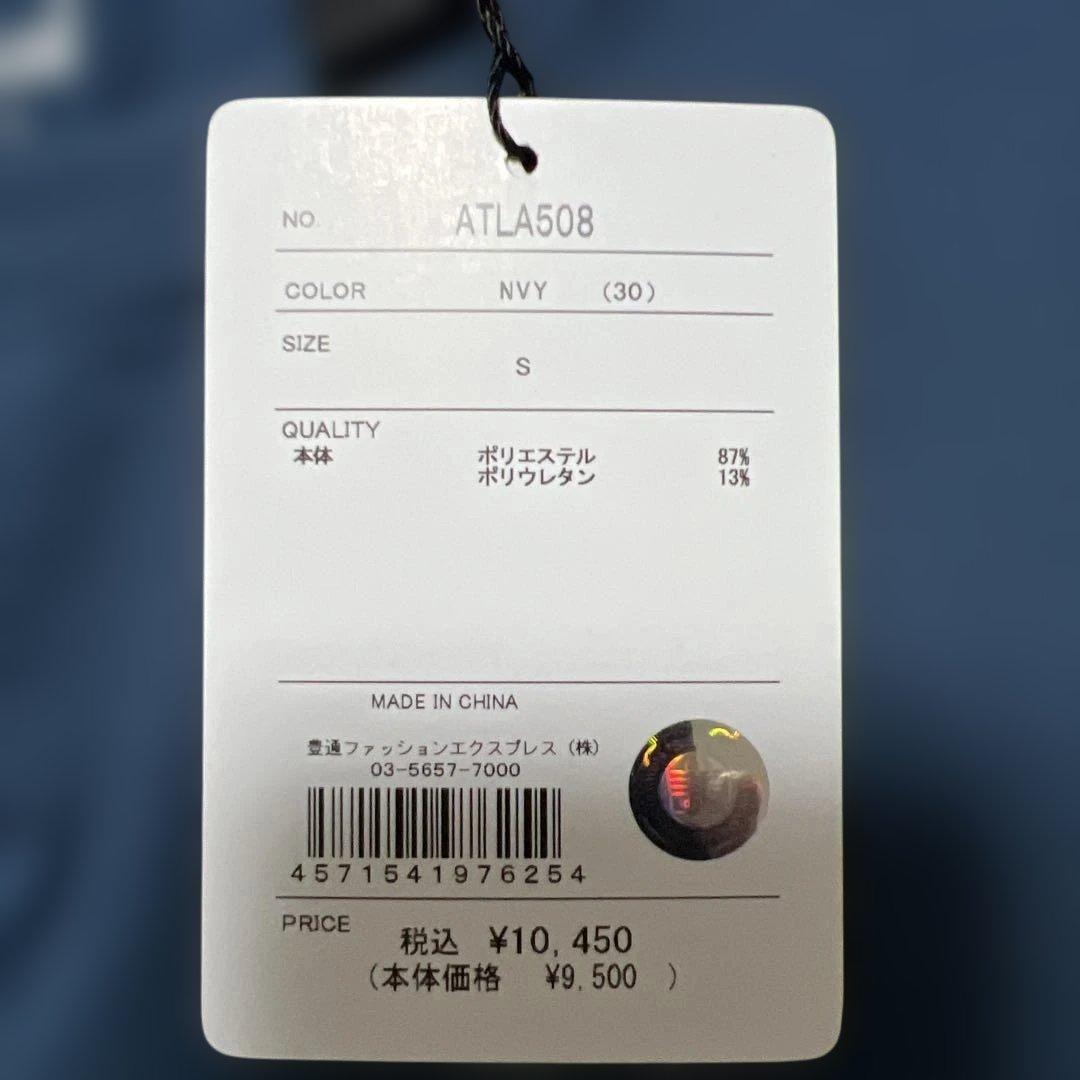 NO. ATLA508
COLOR NVY (30)
SIZE
S
QUALITY
本体 ポリエステル 87%
ポリウレタン 13%
MADE IN CHINA
豊通ファッションエクスプレス（株）
03-5657-7000
4571541976254
PRICE
税込 ¥10,450
（本体価格 ¥9,500 ）